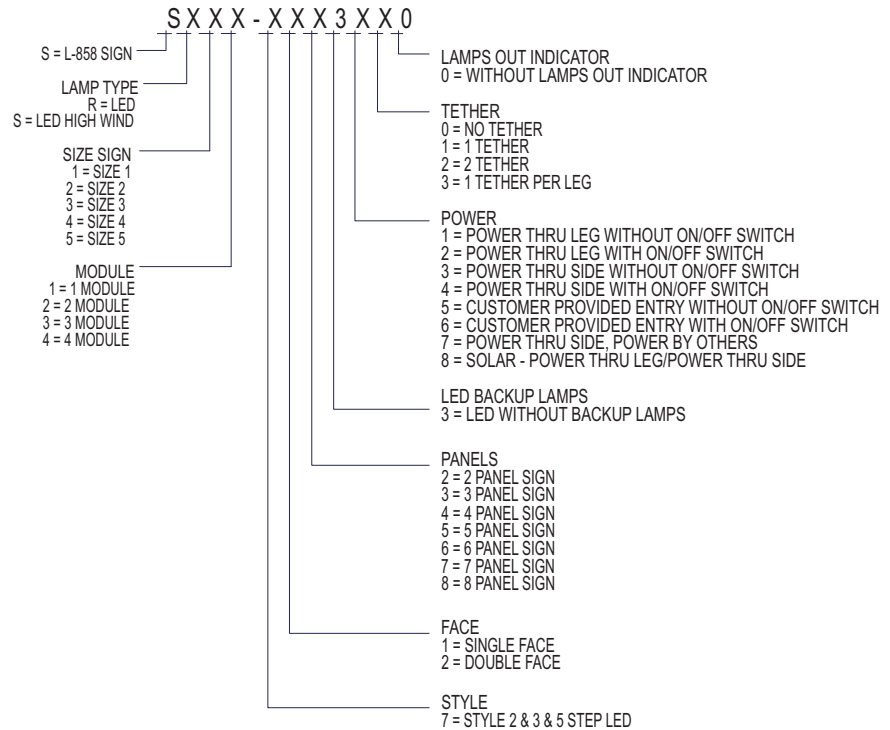 SXXX-XXX3XX0
S = L-858 SIGN
LAMP TYPE
R = LED
S = LED HIGH WIND
SIZE SIGN
1 = SIZE 1
2 = SIZE 2
3 = SIZE 3
4 = SIZE 4
5 = SIZE 5
MODULE
1 = 1 MODULE
2 = 2 MODULE
3 = 3 MODULE
4 = 4 MODULE
LAMPS OUT INDICATOR
0 = WITHOUT LAMPS OUT INDICATOR
TETHER
0 = NO TETHER
1 = 1 TETHER
2 = 2 TETHER
3 = 1 TETHER PER LEG
POWER
1 = POWER THRU LEG WITHOUT ON/OFF SWITCH
2 = POWER THRU LEG WITH ON/OFF SWITCH
3 = POWER THRU SIDE WITHOUT ON/OFF SWITCH
4 = POWER THRU SIDE WITH ON/OFF SWITCH
5 = CUSTOMER PROVIDED ENTRY WITHOUT ON/OFF SWITCH
6 = CUSTOMER PROVIDED ENTRY WITH ON/OFF SWITCH
7 = POWER THRU SIDE, POWER BY OTHERS
8 = SOLAR - POWER THRU LEG/POWER THRU SIDE
LED BACKUP LAMPS
3 = LED WITHOUT BACKUP LAMPS
PANELS
2 = 2 PANEL SIGN
3 = 3 PANEL SIGN
4 = 4 PANEL SIGN
5 = 5 PANEL SIGN
6 = 6 PANEL SIGN
7 = 7 PANEL SIGN
8 = 8 PANEL SIGN
FACE
1 = SINGLE FACE
2 = DOUBLE FACE
STYLE
7 = STYLE 2 & 3 & 5 STEP LED